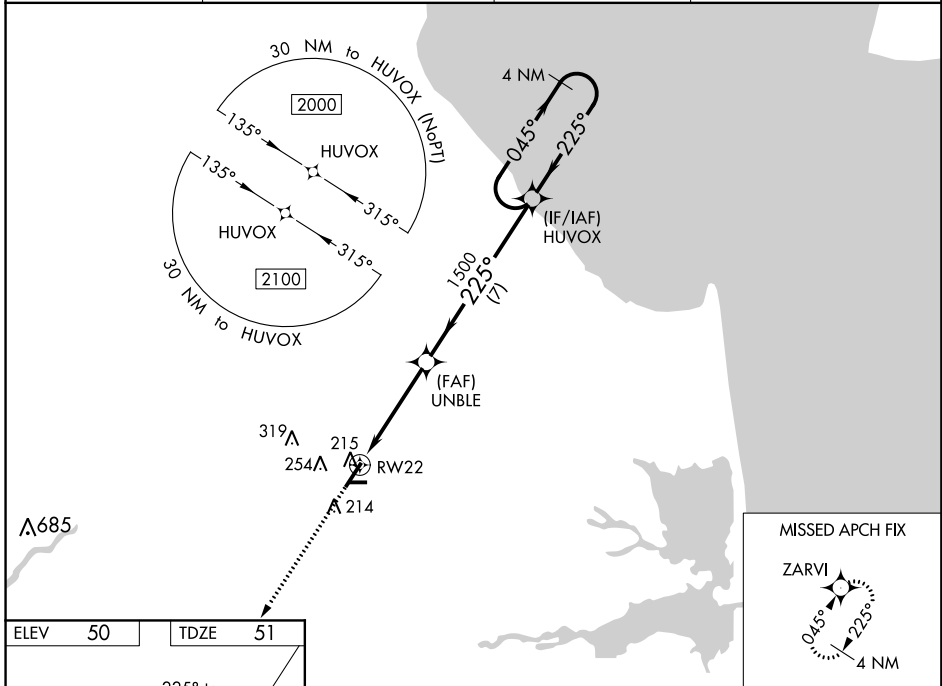 30 NM to HUVOX (NoPT)
2000
135°
HUVOX
315°
135°
HUVOX
315°
2100
30 NM to HUVOX
4 NM
045°
225°
(IF/IAF)
HUVOX
1500
225°
(7)
(FAF)
UNBLE
319
215
254
RW22
214
685
MISSED APCH FIX
ZARVI
045°
225°
4 NM
ELEV 50
TDZE 51